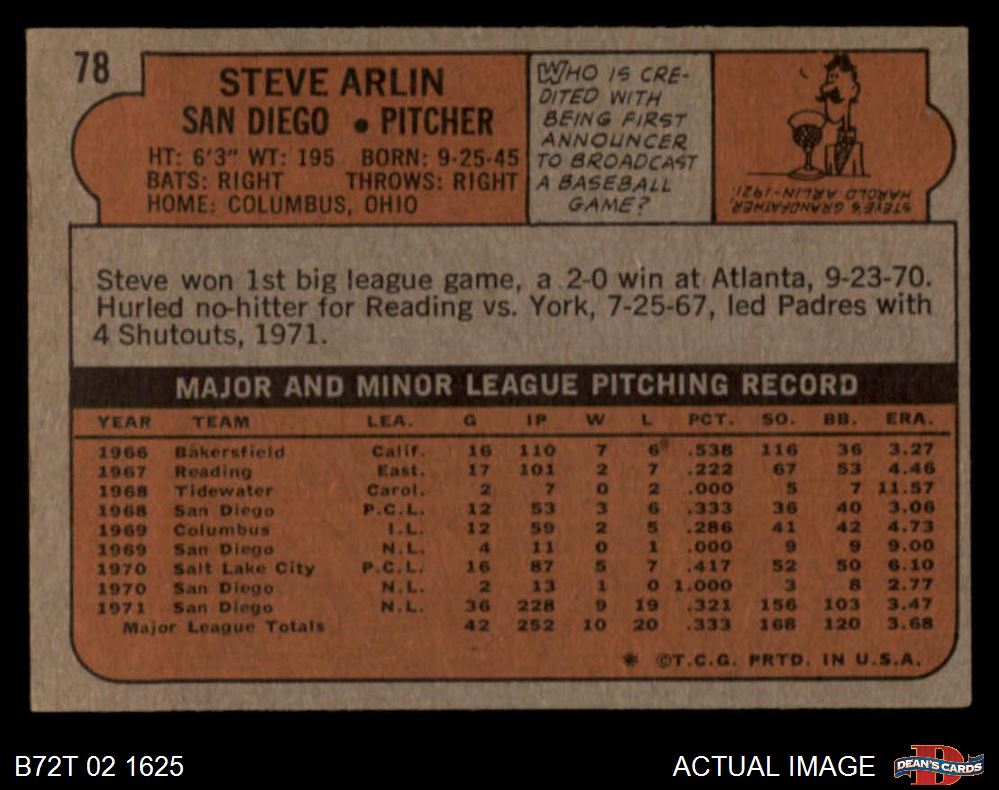 78
STEVE ARLIN
SAN DIEGO • PITCHER
HT: 6'3" WT: 195 BORN: 9-25-45
BATS: RIGHT THROWS: RIGHT
HOME: COLUMBUS, OHIO
WHO IS CRE-
DITED WITH
BEING FIRST
ANNOUNCER
TO BROADCAST
A BASEBALL
GAME?
STEVE'S GRANDFATHER,
HAROLD ARLIN-1921.
Steve won 1st big league game, a 2-0 win at Atlanta, 9-23-70.
Hurled no-hitter for Reading vs. York, 7-25-67, led Padres with
4 Shutouts, 1971.
MAJOR AND MINOR LEAGUE PITCHING RECORD
YEAR TEAM LEA. G IP W L PCT. SO. BB. ERA.
1966 Bakersfield Calif. 16 110 7 6 .538 116 36 3.27
1967 Reading East. 17 101 2 7 .222 67 53 4.46
1968 Tidewater Carol. 2 7 0 2 .000 5 7 11.57
1968 San Diego P.C.L. 12 53 3 6 .333 36 40 3.06
1969 Columbus I.L. 12 59 2 5 .286 41 42 4.73
1969 San Diego N.L. 4 11 0 1 .000 9 9 9.00
1970 Salt Lake City P.C.L. 16 87 5 7 .417 52 50 6.10
1970 San Diego N.L. 2 13 1 0 1.000 3 8 2.77
1971 San Diego N.L. 36 228 9 19 .321 156 103 3.47
Major League Totals 42 252 10 20 .333 168 120 3.68
* ©T.C.G. PRTD. IN U.S.A.
B72T 02 1625
ACTUAL IMAGE
D
DEAN'S CARDS